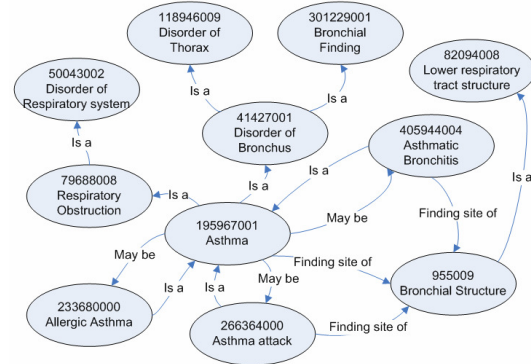 118946009
Disorder of
Thorax
301229001
Bronchial
Finding
50043002
Disorder of
Respiratory system
82094008
Lower respiratory
tract structure
Is a
Is a
41427001
Disorder of
Bronchus
405944004
Asthmatic
Bronchitis
Is a
79688008
Respiratory
Obstruction
Is a
Is a
Is a
Is a
195967001
Asthma
May be
Finding site of
May be
Finding site of
May be
233680000
Allergic Asthma
Is a
Is a
266364000
Asthma attack
Finding site of
955009
Bronchial Structure